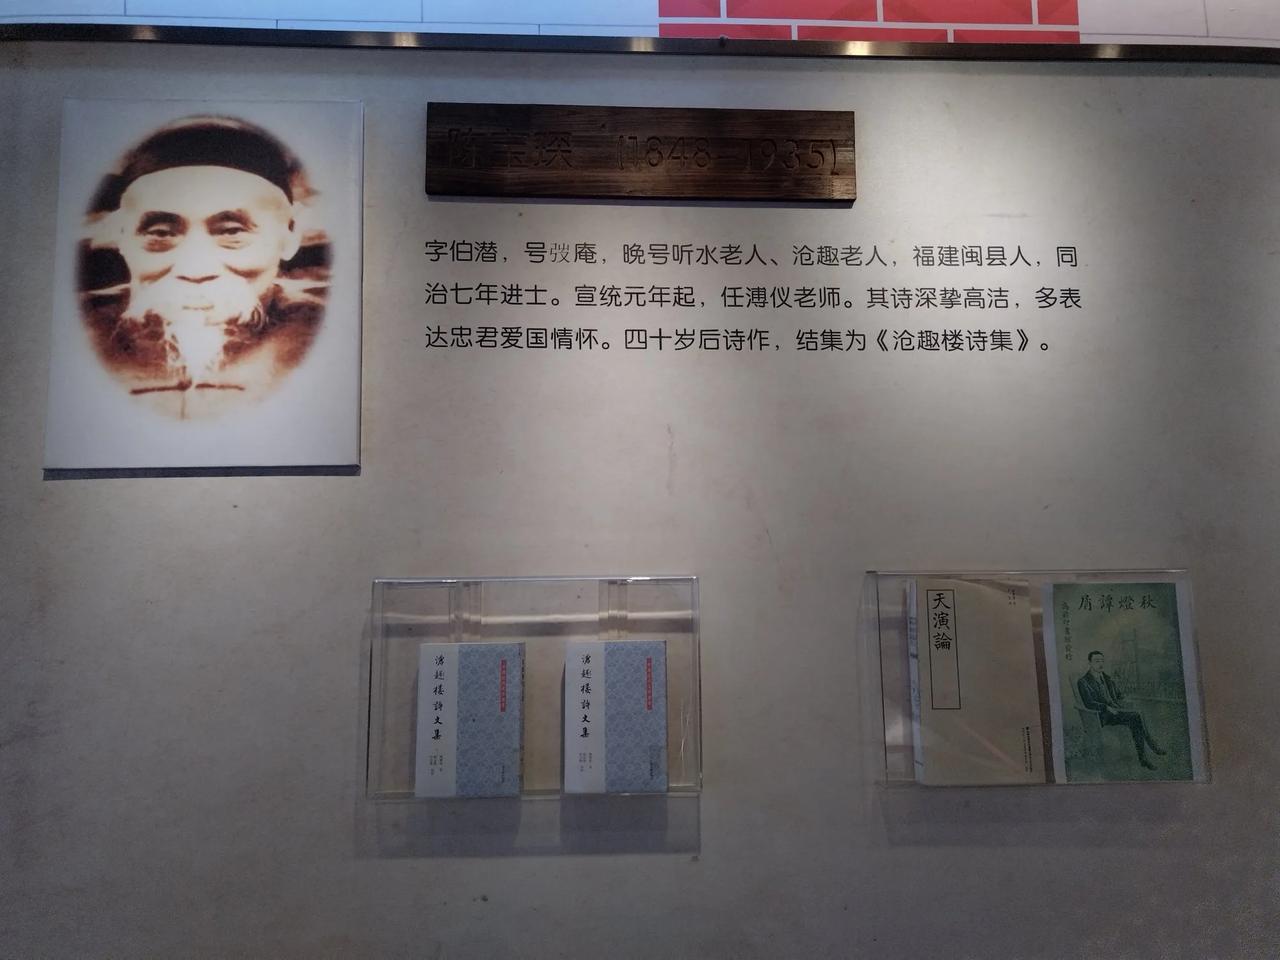 陈宝琛 (1848-1935)
字伯潜，号弢庵，晚号听水老人、沧趣老人，福建闽县人，同
治七年进士。宣统元年起，任溥仪老师。其诗深挚高洁，多表
达忠君爱国情怀。四十岁后诗作，结集为《沧趣楼诗集》。
滄趣樓詩文集
滄趣樓詩文集
天演論
秋燈譚屑